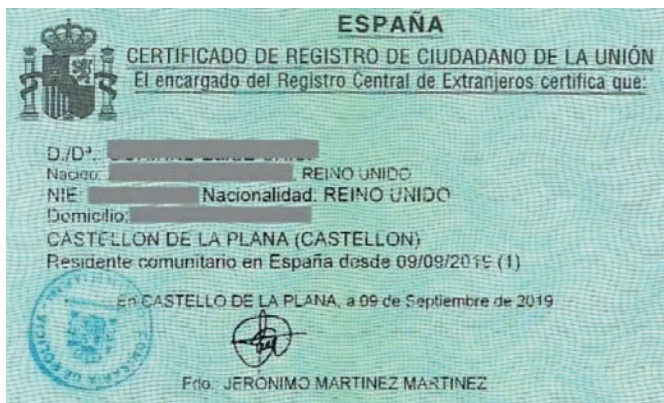 ESPAÑA
CERTIFICADO DE REGISTRO DE CIUDADANO DE LA UNIÓN
El encargado del Registro Central de Extranjeros certifica que:
D./Dª.:
Nacido: , REINO UNIDO
NIE: Nacionalidad: REINO UNIDO
Domicilio:
CASTELLON DE LA PLANA (CASTELLON)
Residente comunitario en España desde 09/09/2019 (1)
En CASTELLO DE LA PLANA, a 09 de Septiembre de 2019
Fdo.: JERONIMO MARTINEZ MARTINEZ